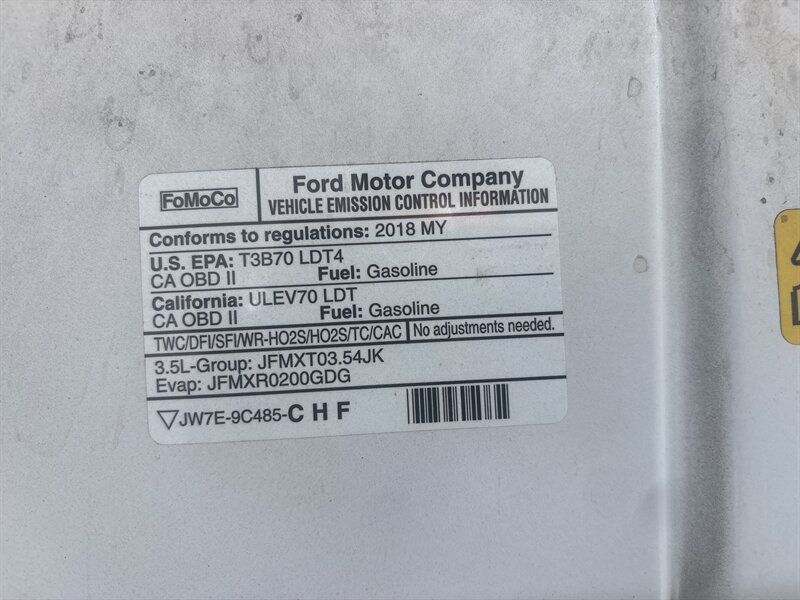 FoMoCo
Ford Motor Company
VEHICLE EMISSION CONTROL INFORMATION
Conforms to regulations: 2018 MY
U.S. EPA: T3B70 LDT4
CA OBD II Fuel: Gasoline
California: ULEV70 LDT
CA OBD II Fuel: Gasoline
TWC/DFI/SFI/WR-HO2S/HO2S/TC/CAC No adjustments needed.
3.5L-Group: JFMXT03.54JK
Evap: JFMXR0200GDG
JW7E-9C485-CHF